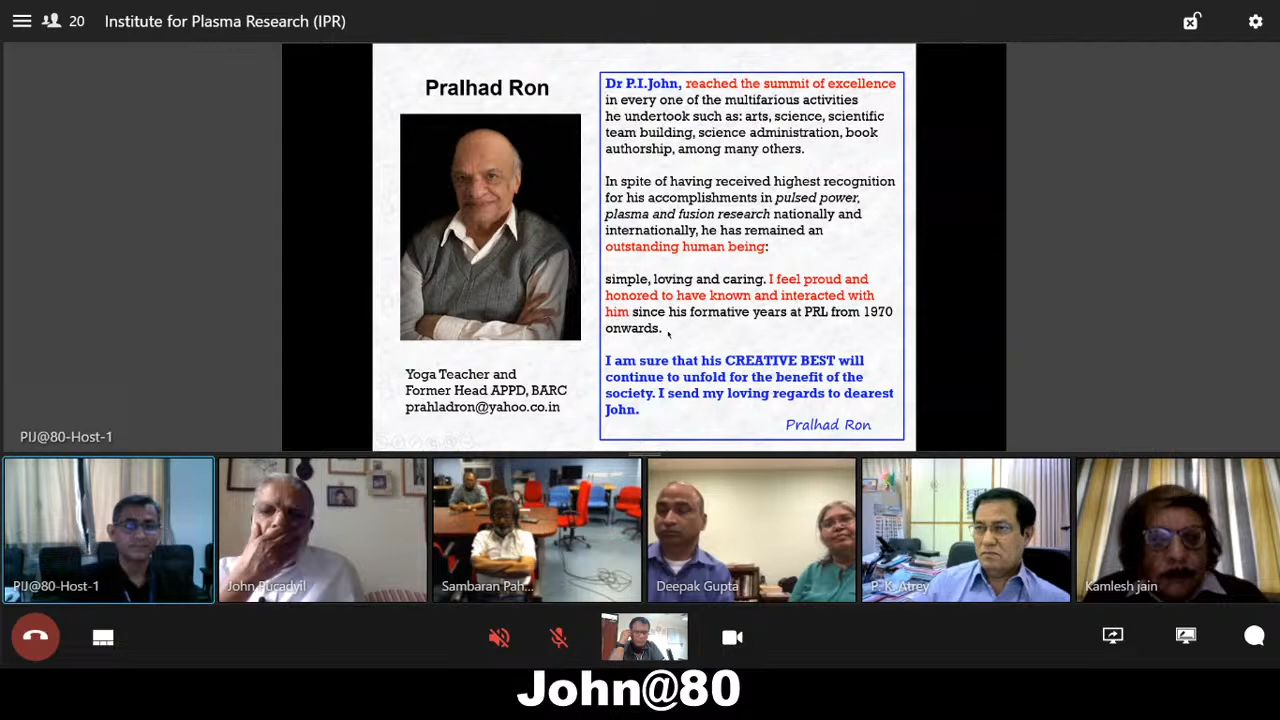 20 Institute for Plasma Research (IPR)
Pralhad Ron
Dr P.I.John, reached the summit of excellence
in every one of the multifarious activities
he undertook such as: arts, science, scientific
team building, science administration, book
authorship, among many others.
In spite of having received highest recognition
for his accomplishments in pulsed power,
plasma and fusion research nationally and
internationally, he has remained an
outstanding human being:
simple, loving and caring. I feel proud and
honored to have known and interacted with
him since his formative years at PRL from 1970
onwards.
I am sure that his CREATIVE BEST will
continue to unfold for the benefit of the
society. I send my loving regards to dearest
John.
Pralhad Ron
Yoga Teacher and
Former Head APPD, BARC
prahladron@yahoo.co.in
PIJ@80-Host-1
PIJ@80-Host-1
John Pucadyil
Sambaran Pah...
Deepak Gupta
P. K. Atrey
Kamlesh jain
John@80